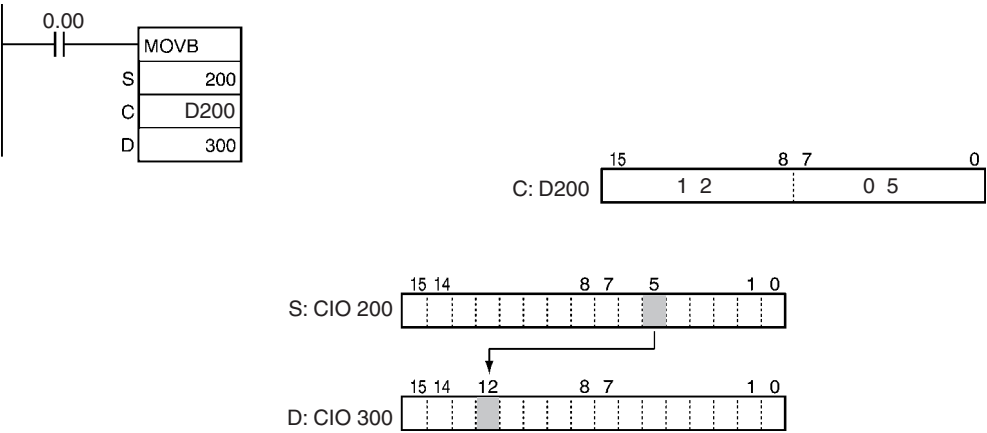 0.00
MOVB
S 200
C D200
D 300
15 8 7 0
C: D200 1 2 0 5
15 14 8 7 5 1 0
S: CIO 200
15 14 12 8 7 1 0
D: CIO 300